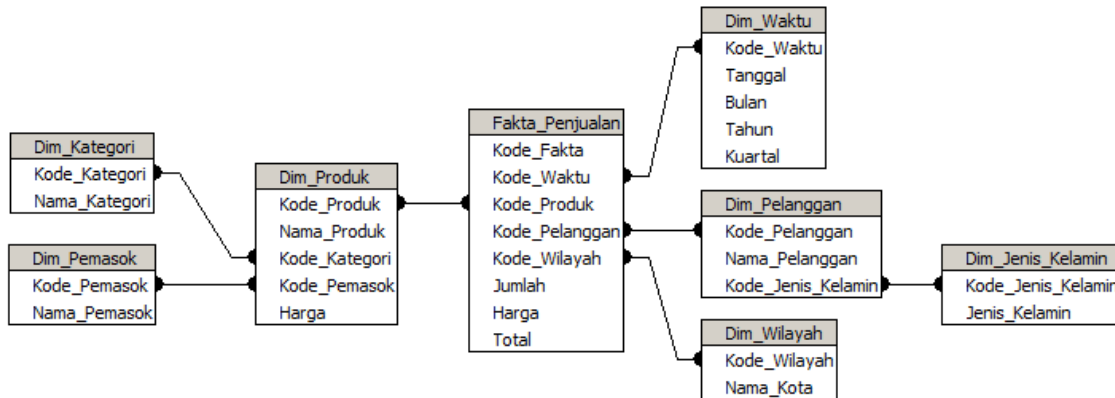 Dim_Kategori
Kode_Kategori
Nama_Kategori
Dim_Pemasok
Kode_Pemasok
Nama_Pemasok
Dim_Produk
Kode_Produk
Nama_Produk
Kode_Kategori
Kode_Pemasok
Harga
Fakta_Penjualan
Kode_Fakta
Kode_Waktu
Kode_Produk
Kode_Pelanggan
Kode_Wilayah
Jumlah
Harga
Total
Dim_Waktu
Kode_Waktu
Tanggal
Bulan
Tahun
Kuartal
Dim_Pelanggan
Kode_Pelanggan
Nama_Pelanggan
Kode_Jenis_Kelamin
Dim_Wilayah
Kode_Wilayah
Nama_Kota
Dim_Jenis_Kelamin
Kode_Jenis_Kelamin
Jenis_Kelamin